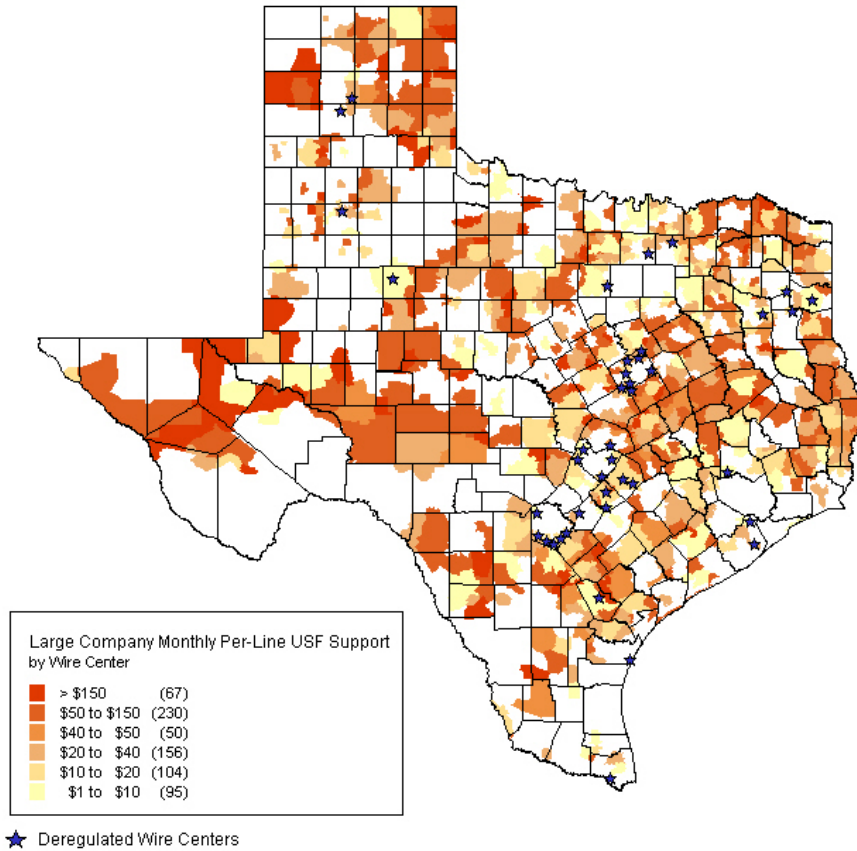 Large Company Monthly Per-Line USF Support
by Wire Center
> $150 (67)
$50 to $150 (230)
$40 to $50 (50)
$20 to $40 (156)
$10 to $20 (104)
$1 to $10 (95)
Deregulated Wire Centers